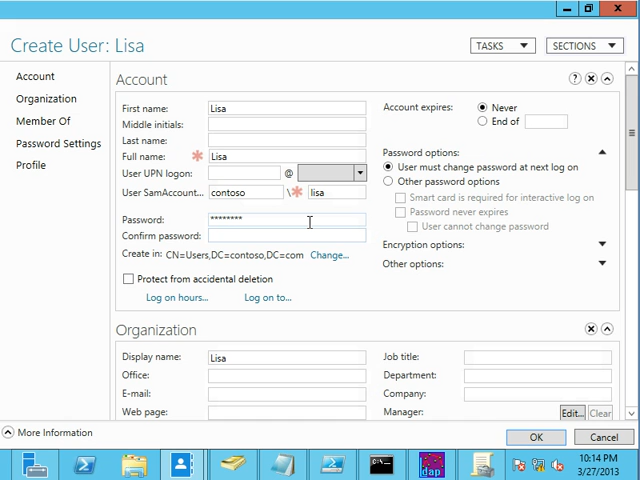 Create User: Lisa
TASKS
SECTIONS
Account
Organization
Member Of
Password Settings
Profile
Account
First name:
Lisa
Middle initials:
Last name:
Full name:
Lisa
User UPN logon:
@
User SamAccount...
contoso
\
lisa
Password:
********
Confirm password:
Create in:
CN=Users,DC=contoso,DC=com
Change...
Protect from accidental deletion
Log on hours...
Log on to...
Account expires:
Never
End of
Password options:
User must change password at next log on
Other password options
Smart card is required for interactive log on
Password never expires
User cannot change password
Encryption options:
Other options:
Organization
Display name:
Lisa
Office:
E-mail:
Web page:
Job title:
Department:
Company:
Manager:
Edit...
Clear
More Information
OK
Cancel
C:\
dap
10:14 PM
3/27/2013